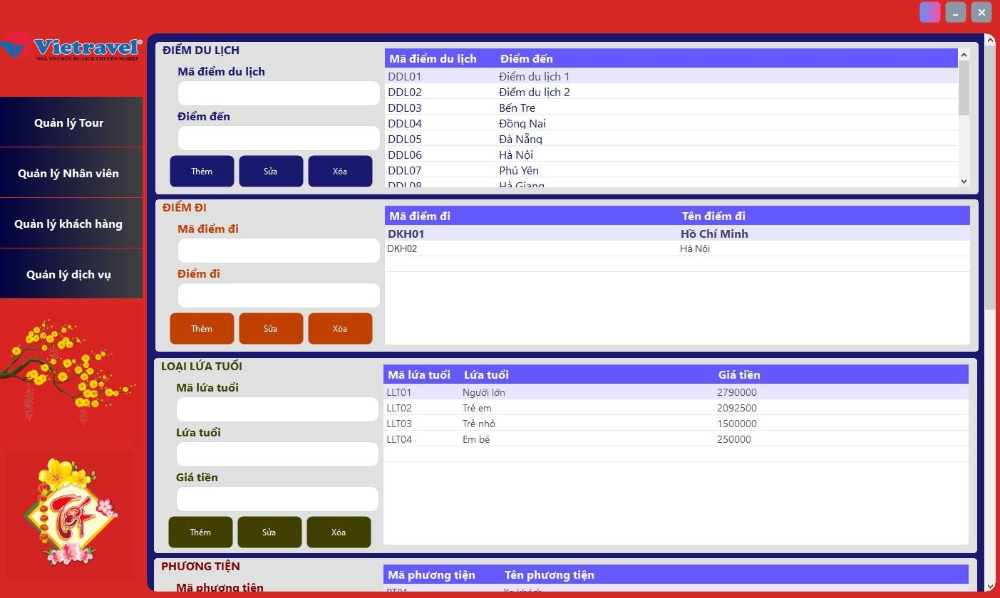 Vietravel®
NHÀ TỔ CHỨC DU LỊCH CHUYÊN NGHIỆP
Quản lý Tour
Quản lý Nhân viên
Quản lý khách hàng
Quản lý dịch vụ
Tết
ĐIỂM DU LỊCH
Mã điểm du lịch
Điểm đến
Thêm Sửa Xóa
Mã điểm du lịch Điểm đến
DDL01 Điểm du lịch 1
DDL02 Điểm du lịch 2
DDL03 Bến Tre
DDL04 Đồng Nai
DDL05 Đà Nẵng
DDL06 Hà Nội
DDL07 Phú Yên
DDL08 Hà Giang
ĐIỂM ĐI
Mã điểm đi
Điểm đi
Thêm Sửa Xóa
Mã điểm đi Tên điểm đi
DKH01 Hồ Chí Minh
DKH02 Hà Nội
LOẠI LỨA TUỔI
Mã lứa tuổi
Lứa tuổi
Giá tiền
Thêm Sửa Xóa
Mã lứa tuổi Lứa tuổi Giá tiền
LLT01 Người lớn 2790000
LLT02 Trẻ em 2092500
LLT03 Trẻ nhỏ 1500000
LLT04 Em bé 250000
PHƯƠNG TIỆN
Mã phương tiện
Mã phương tiện Tên phương tiện
PT01 Xe khách